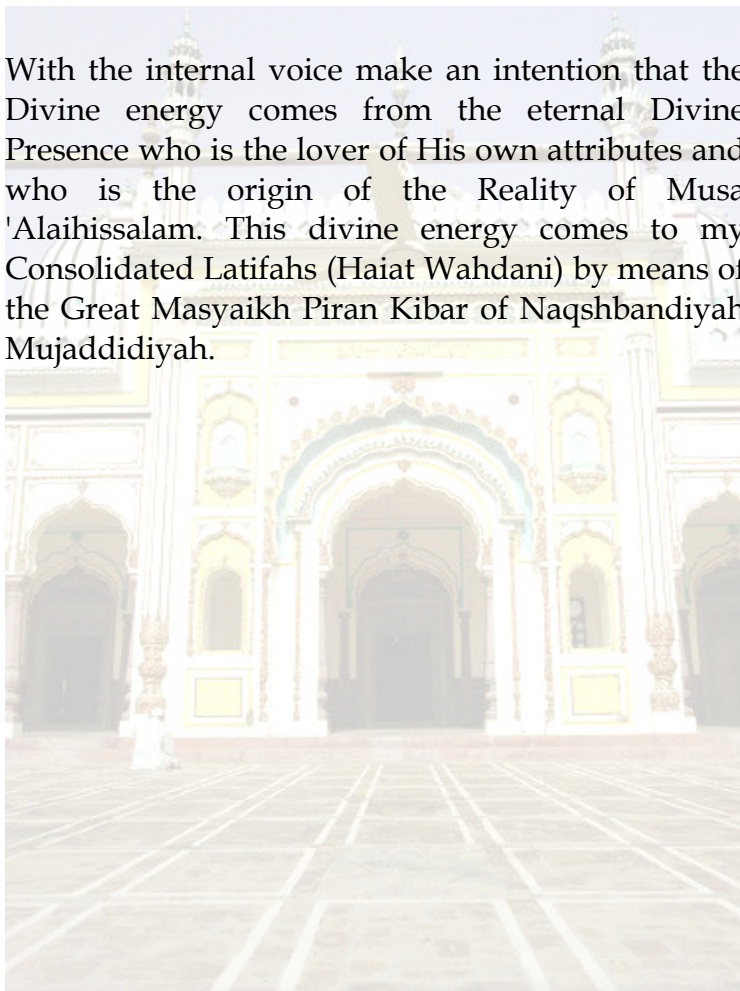 With the internal voice make an intention that the
Divine energy comes from the eternal Divine
Presence who is the lover of His own attributes and
who is the origin of the Reality of Musa
'Alaihissalam. This divine energy comes to my
Consolidated Latifahs (Haiat Wahdani) by means of
the Great Masyaikh Piran Kibar of Naqshbandiyah
Mujaddidiyah.